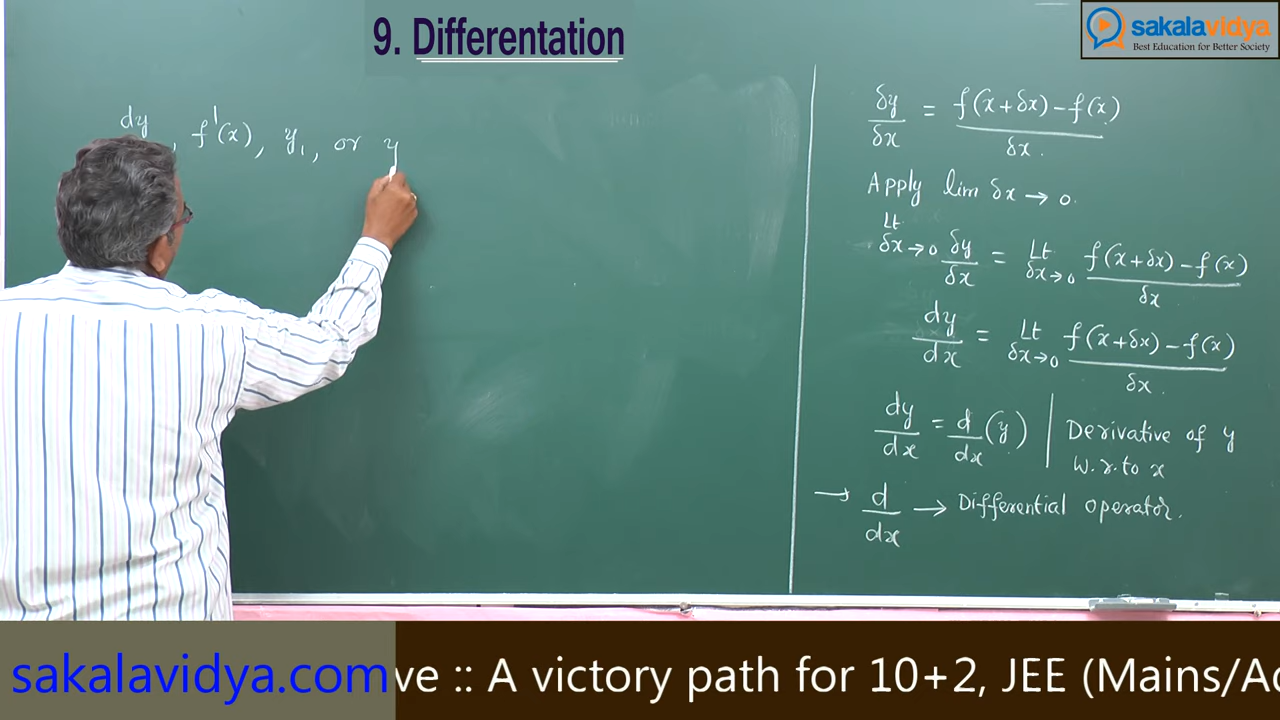 9. Differentation
sakalavidya
Best Education for Better Society
dy , f'(x), y₁, or y
δy/δx = f(x+δx)-f(x)/δx.
Apply lim δx → 0.
Lt δx→0 δy/δx = Lt δx→0 f(x+δx)-f(x)/δx
dy/dx = Lt δx→0 f(x+δx)-f(x)/δx.
dy/dx = d/dx (y) | Derivative of y
w.r.to x
→ d/dx → Differential operator.
sakalavidya.com
ve :: A victory path for 10+2, JEE (Mains/Ad